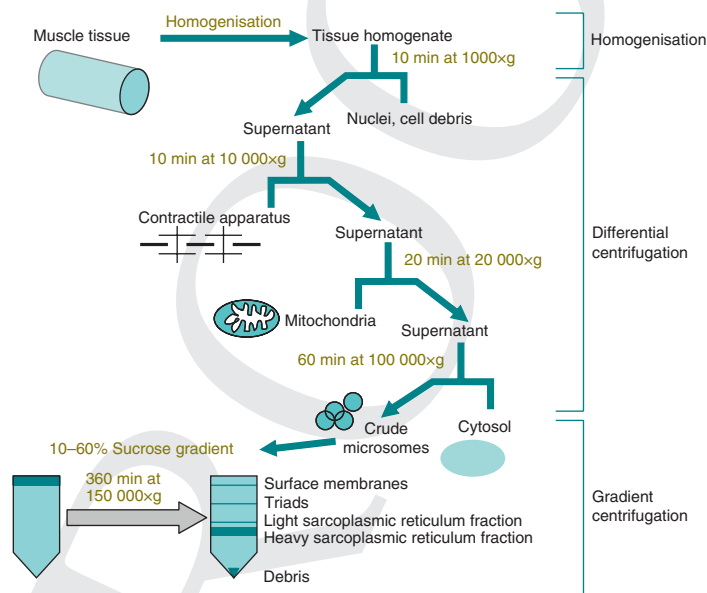 Homogenisation
Muscle tissue
Tissue homogenate
Homogenisation
10 min at 1000×g
Nuclei, cell debris
Supernatant
10 min at 10 000×g
Contractile apparatus
Supernatant
Differential
centrifugation
20 min at 20 000×g
Mitochondria
Supernatant
60 min at 100 000×g
Crude
microsomes
Cytosol
10–60% Sucrose gradient
360 min at
150 000×g
Surface membranes
Triads
Light sarcoplasmic reticulum fraction
Heavy sarcoplasmic reticulum fraction
Debris
Gradient
centrifugation